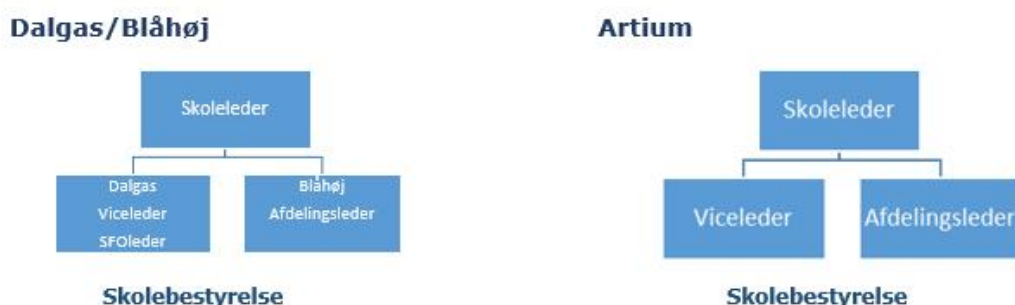 Dalgas/Blåhøj
Skoleleder
Dalgas
Viceleder
SFOleder
Blåhøj
Afdelingsleder
Skolebestyrelse
Artium
Skoleleder
Viceleder
Afdelingsleder
Skolebestyrelse